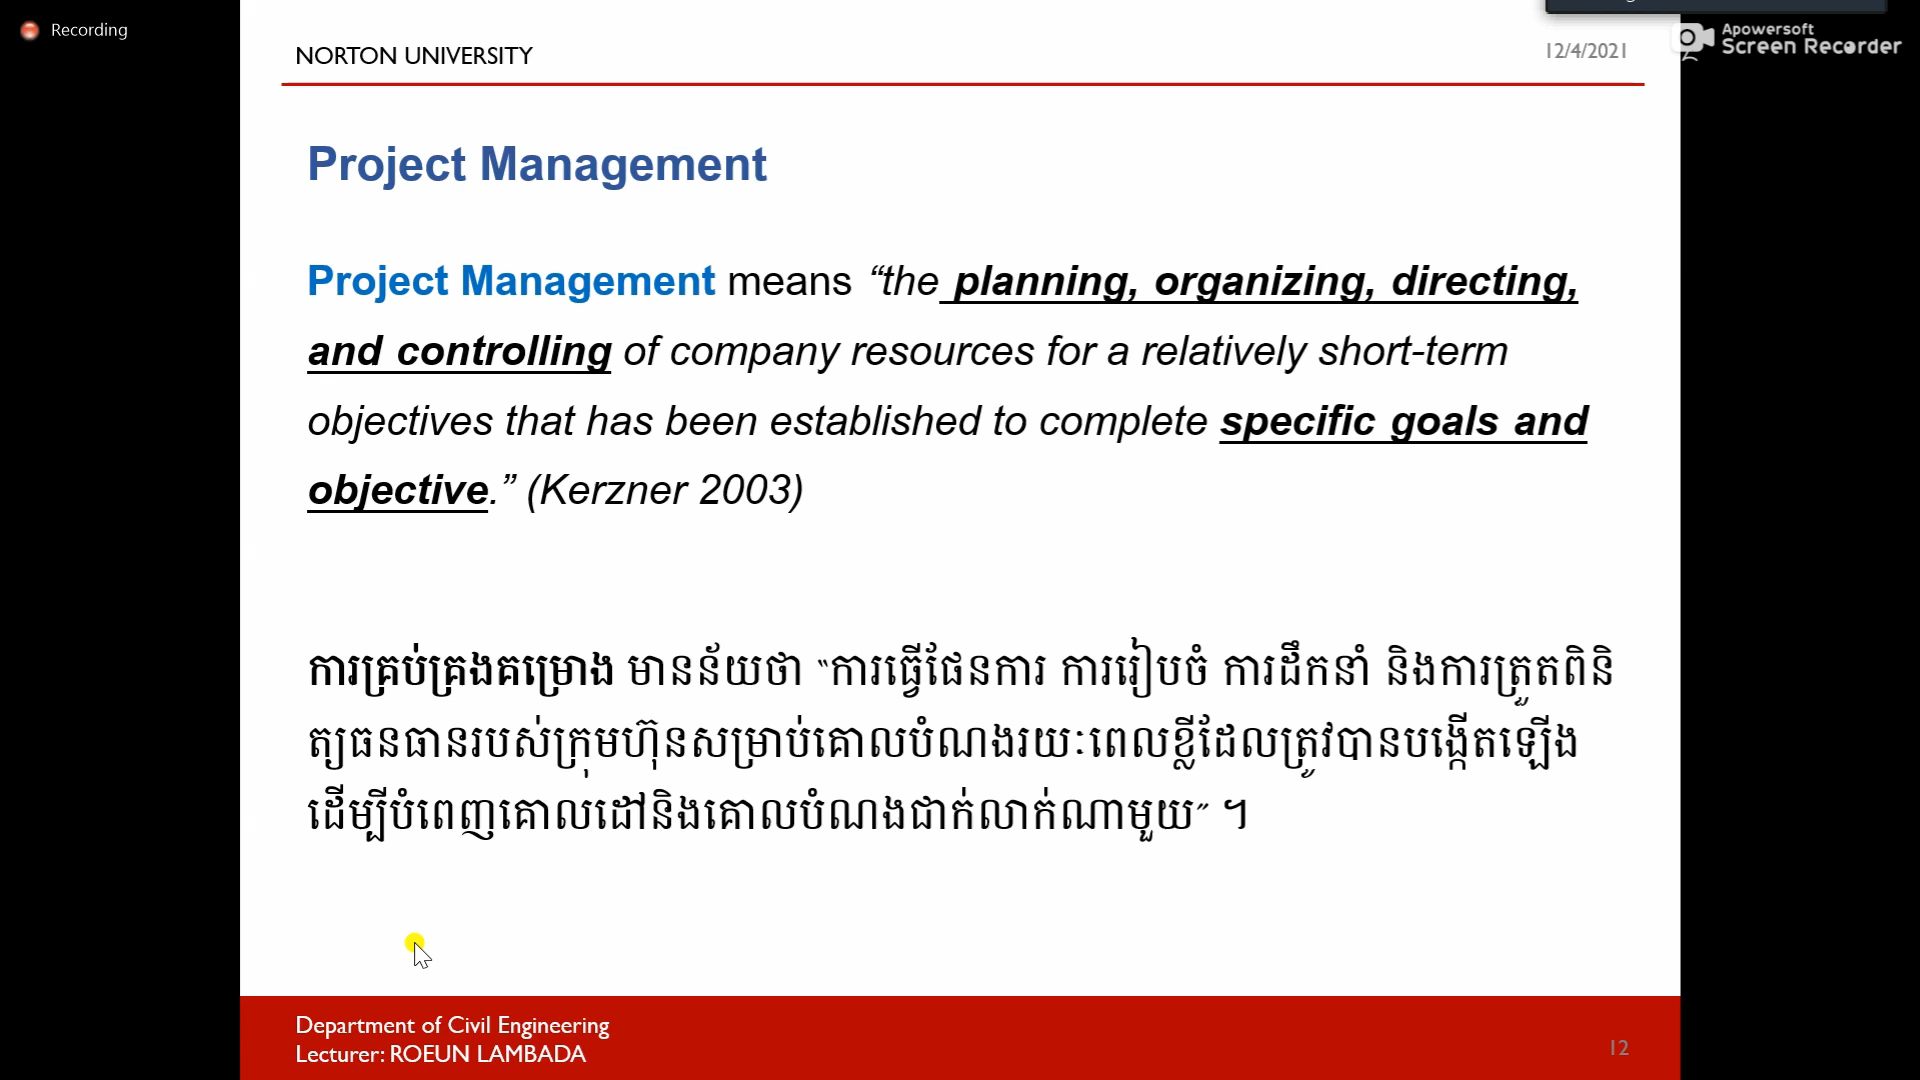 Recording
Apowersoft
Screen Recorder
NORTON UNIVERSITY
12/4/2021
Project Management
Project Management means “the planning, organizing, directing,
and controlling of company resources for a relatively short-term
objectives that has been established to complete specific goals and
objective.” (Kerzner 2003)
ការគ្រប់គ្រងគម្រោង មានន័យថា “ការធ្វើផែនការ ការរៀបចំ ការដឹកនាំ និងការត្រួតពិនិ
ត្យធនធានរបស់ក្រុមហ៊ុនសម្រាប់គោលបំណងរយៈពេលខ្លីដែលត្រូវបានបង្កើតឡើង
ដើម្បីបំពេញគោលដៅនិងគោលបំណងជាក់លាក់ណាមួយ” ។
Department of Civil Engineering
Lecturer: ROEUN LAMBADA
12